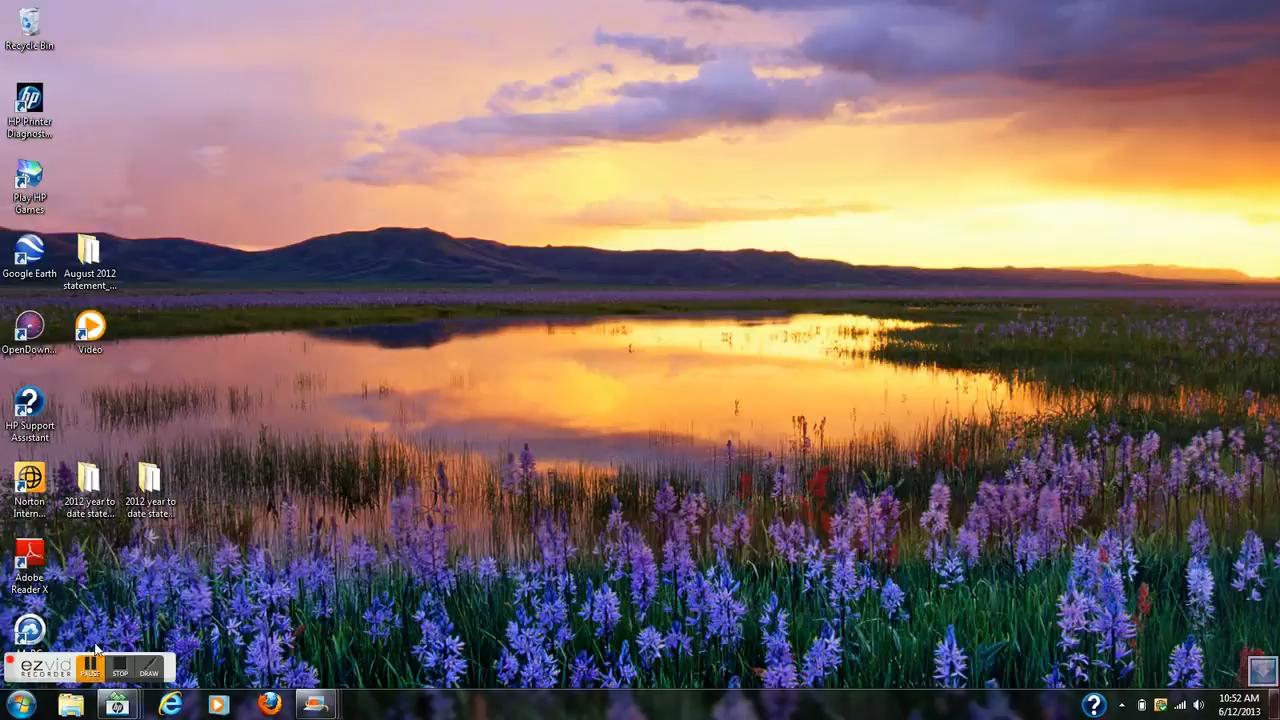 Recycle Bin
HP Printer
Diagnost...
Play HP
Games
Google Earth
August 2012
statement_...
OpenDown...
Video
HP Support
Assistant
Norton
Intern...
2012 year to
date state...
2012 year to
date state...
Adobe
Reader X
ezvid
RECORDER
PAUSE
STOP
DRAW
10:52 AM
6/12/2013